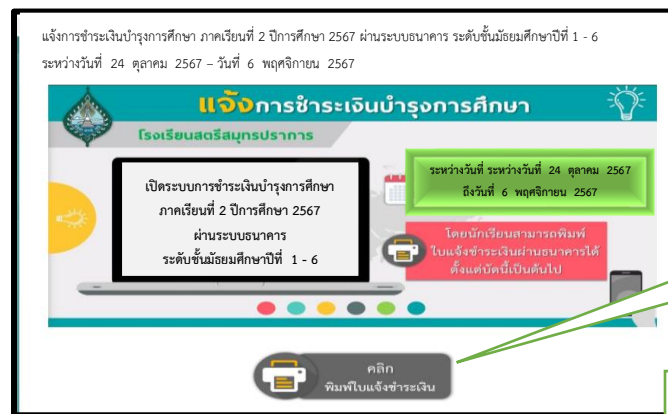 แจ้งการชำระเงินบำรุงการศึกษา ภาคเรียนที่ 2 ปีการศึกษา 2567 ผ่านระบบธนาคาร ระดับชั้นมัธยมศึกษาปีที่ 1 - 6
ระหว่างวันที่ 24 ตุลาคม 2567 – วันที่ 6 พฤศจิกายน 2567
แจ้งการชำระเงินบำรุงการศึกษา
โรงเรียนสตรีสมุทรปราการ
เปิดระบบการชำระเงินบำรุงการศึกษา
ภาคเรียนที่ 2 ปีการศึกษา 2567
ผ่านระบบธนาคาร
ระดับชั้นมัธยมศึกษาปีที่ 1 - 6
ระหว่างวันที่ ระหว่างวันที่ 24 ตุลาคม 2567
ถึงวันที่ 6 พฤศจิกายน 2567
โดยนักเรียนสามารถพิมพ์
ใบแจ้งชำระเงินผ่านธนาคารได้
ตั้งแต่บัดนี้เป็นต้นไป
คลิก
พิมพ์ใบแจ้งชำระเงิน